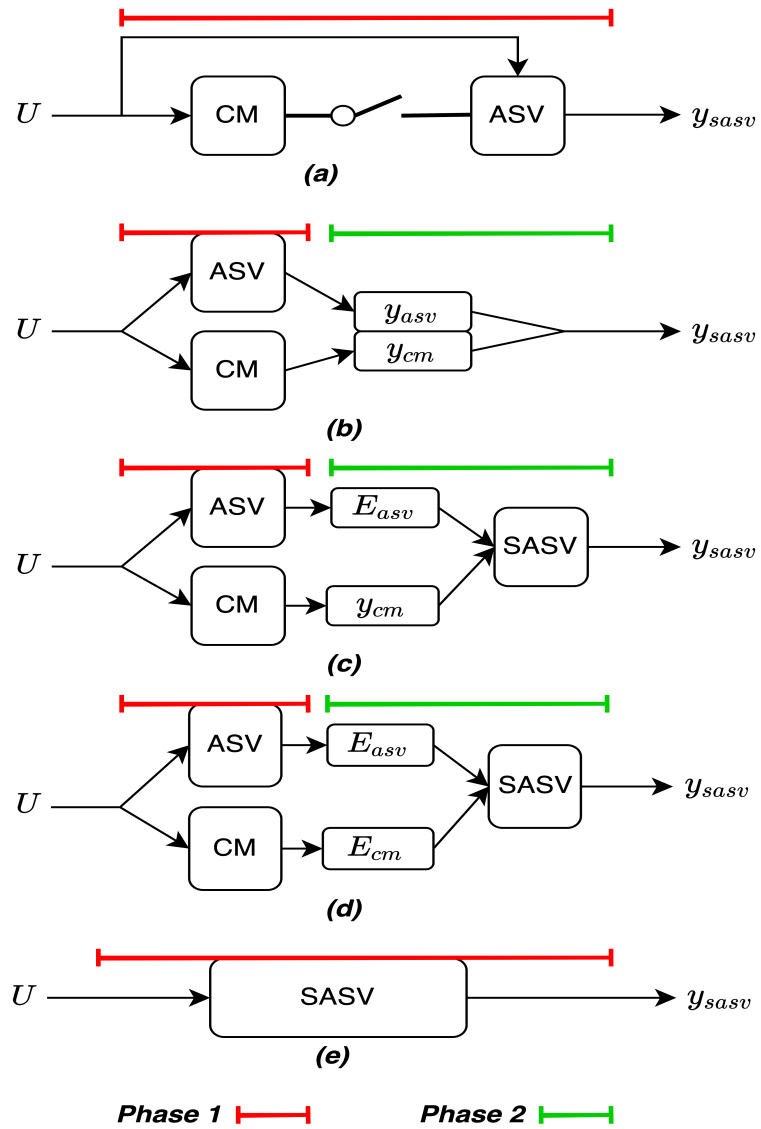 U CM ASV y_sasv
(a)
ASV
y_asv
U y_sasv
y_cm
CM
(b)
ASV E_asv
U SASV y_sasv
CM y_cm
(c)
ASV E_asv
U SASV y_sasv
CM E_cm
(d)
U SASV y_sasv
(e)
Phase 1 Phase 2